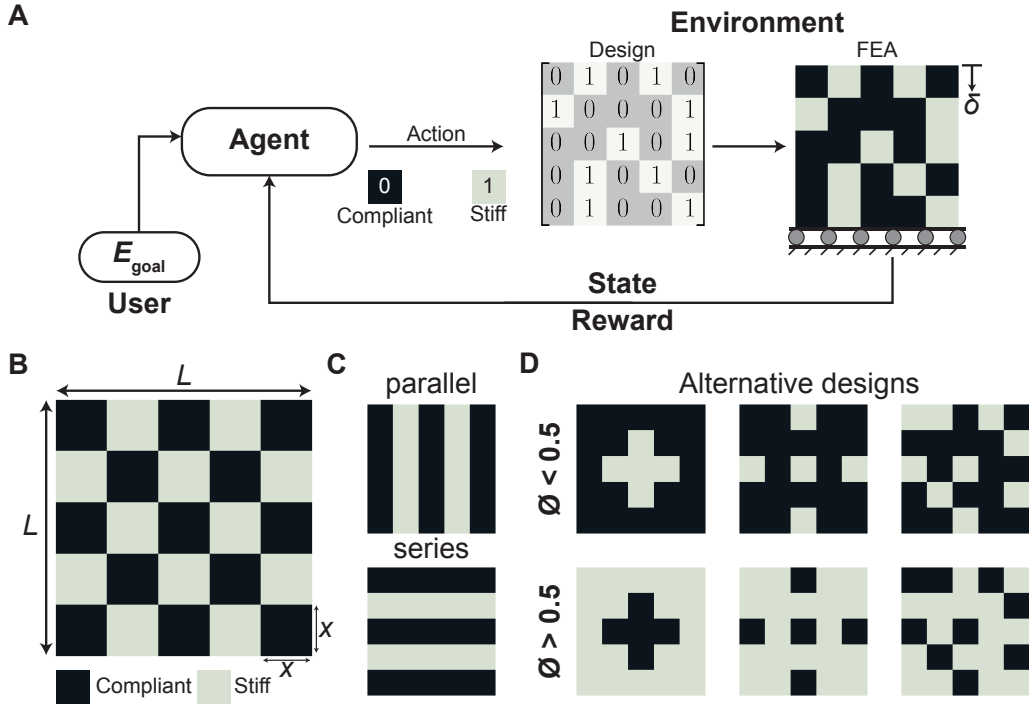 A
Environment
Design
FEA
0 1 0 1 0
1 0 0 0 1
0 0 1 0 1
0 1 0 1 0
0 1 0 0 1
δ
Agent
Action
0
1
Compliant
Stiff
E goal
User
State
Reward
B
L
L
x
x
Compliant
Stiff
C
parallel
series
D
Alternative designs
Ø < 0.5
Ø > 0.5